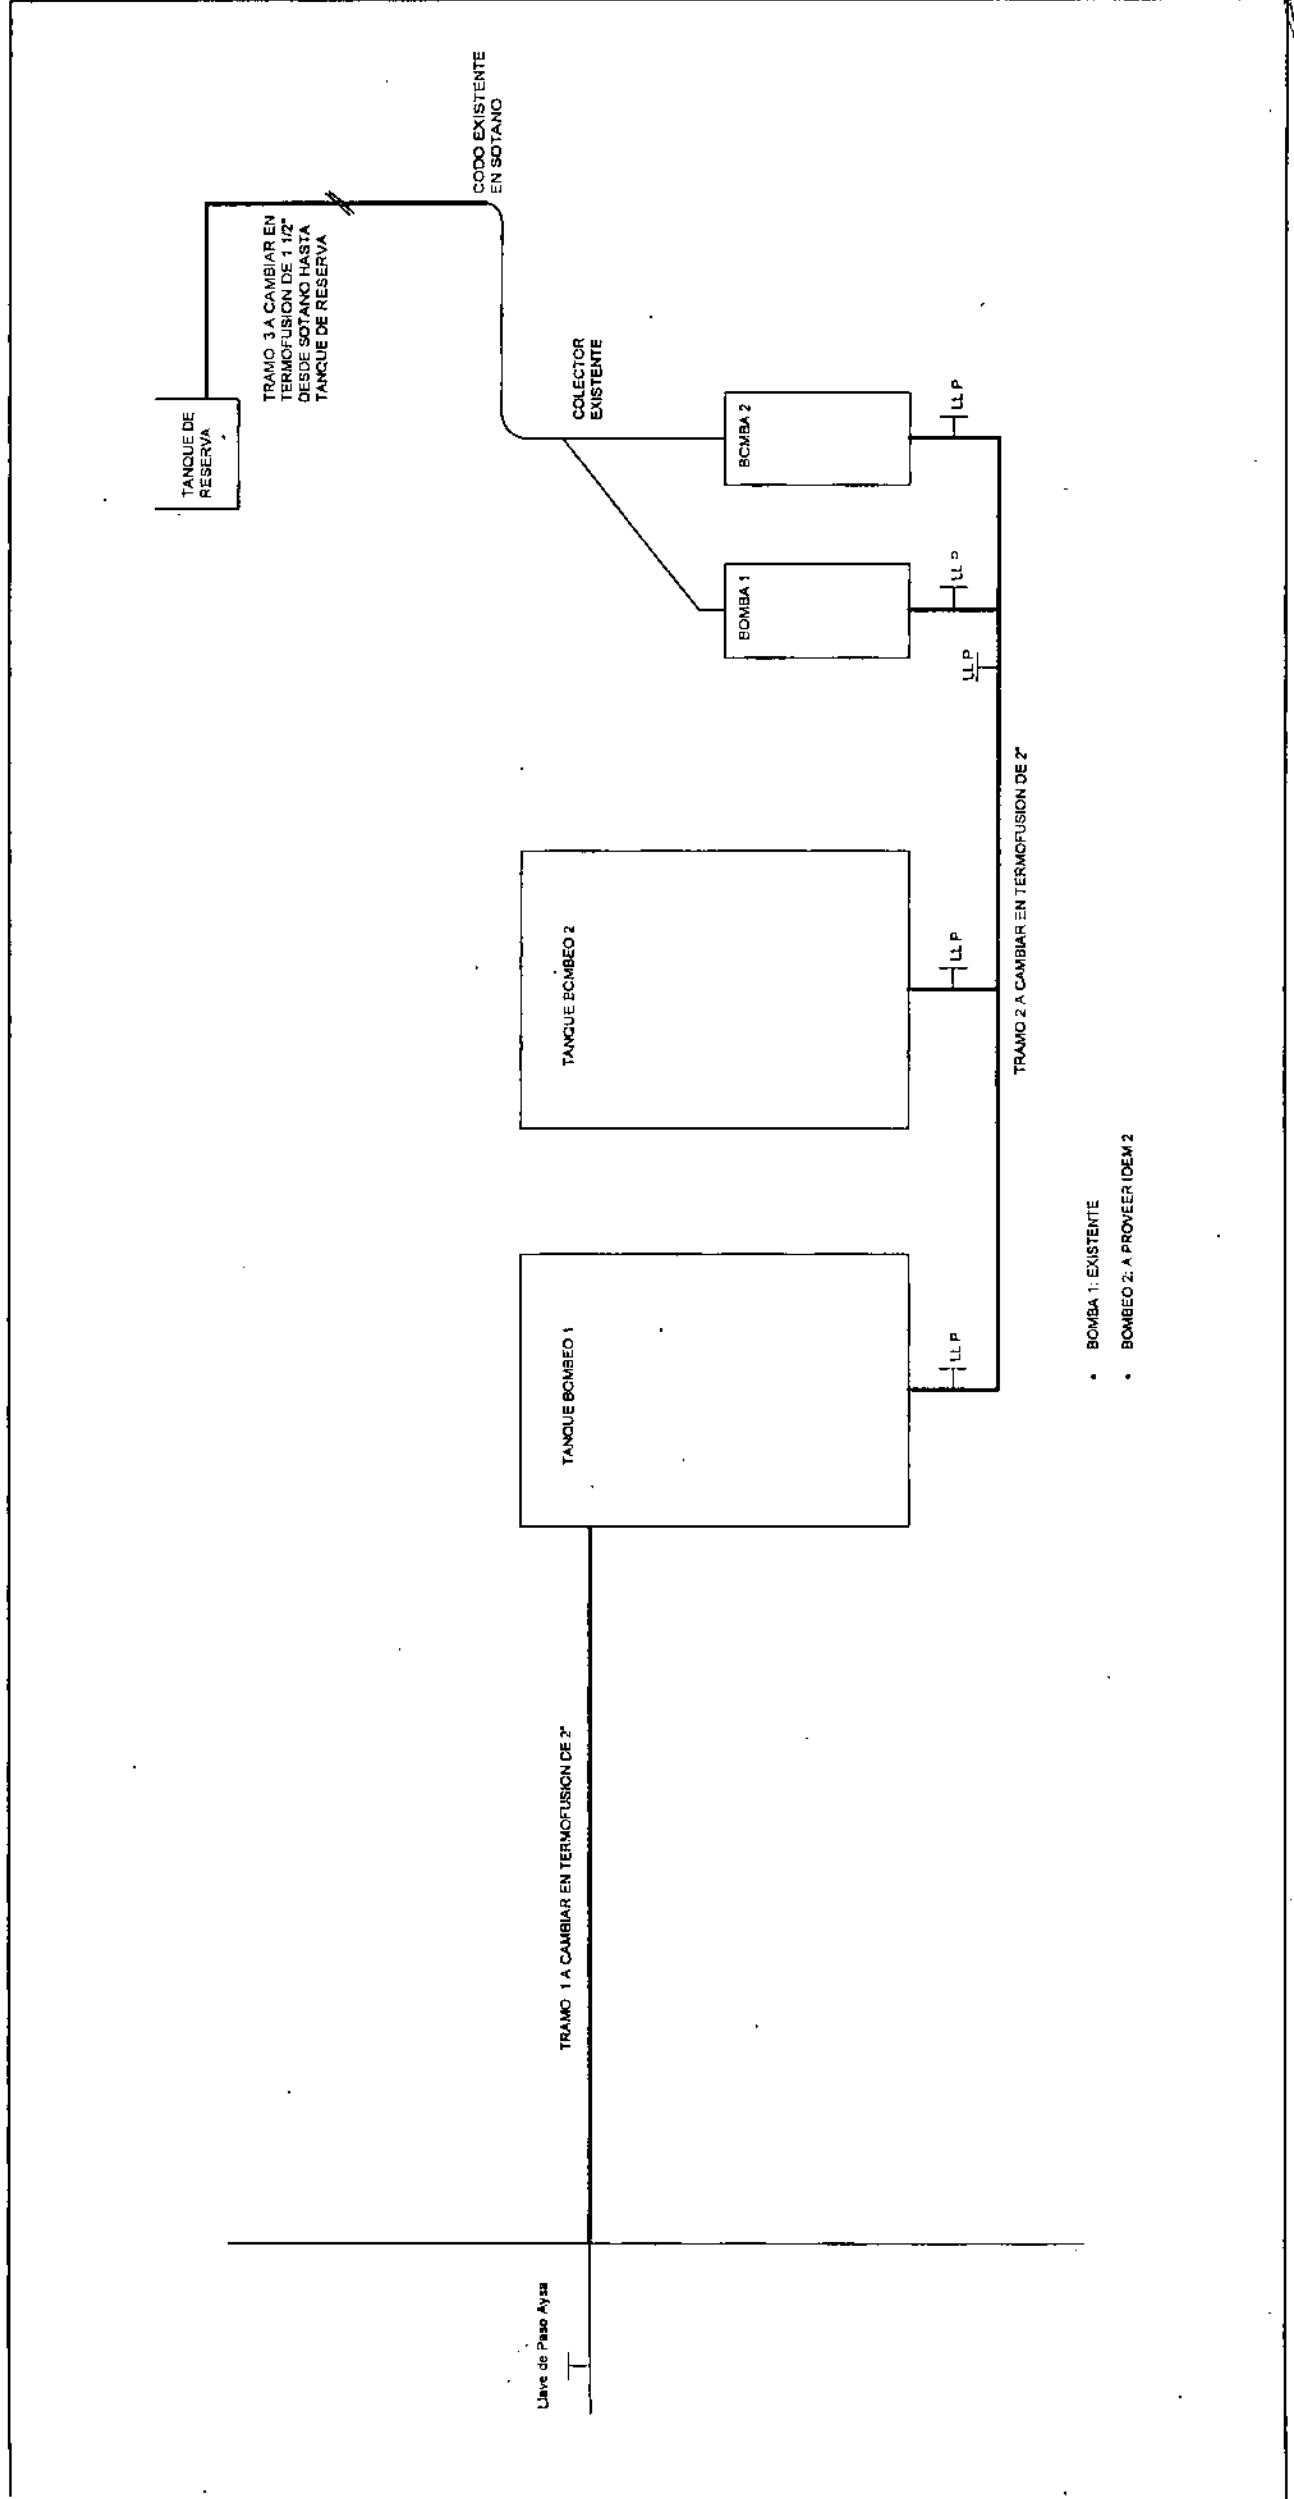 TANQUE DE
RESERVA
TRAMO 3 A CAMBIAR EN
TERMOFUSION DE 1 1/2"
DESDE SOTANO HASTA
TANQUE DE RESERVA
CODO EXISTENTE
EN SOTANO
COLECTOR
EXISTENTE
Llave de Paso Aysa
TRAMO 1 A CAMBIAR EN TERMOFUSION DE 2"
TANQUE BOMBEO 1
TANQUE BOMBEO 2
BOMBA 1
BOMBA 2
LL P
LL P
LL P
LL P
LL P
TRAMO 2 A CAMBIAR EN TERMOFUSION DE 2"
• BOMBA 1: EXISTENTE
• BOMBEO 2: A PROVEER IDEM 2